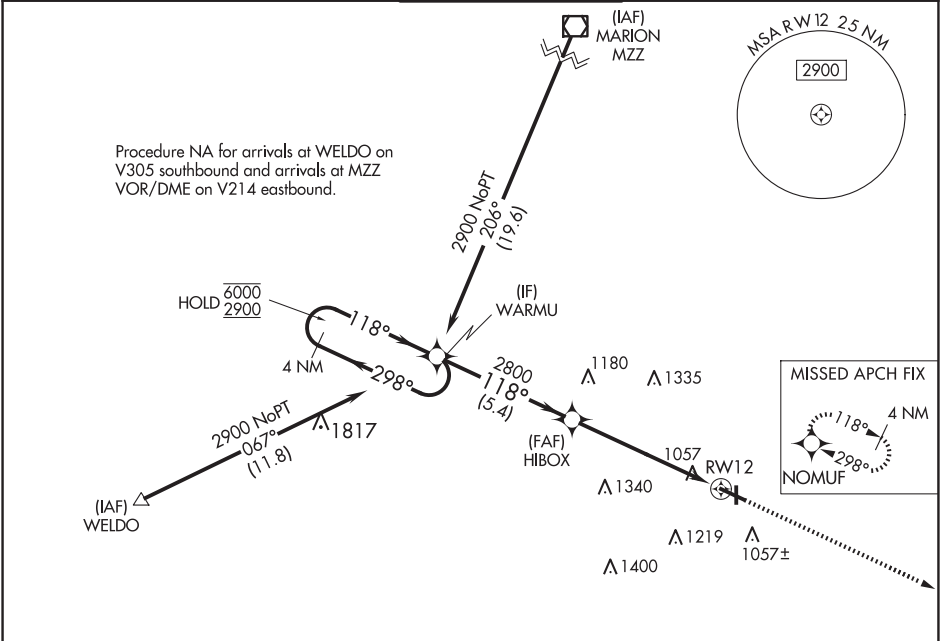 (IAF)
MARION
MZZ
MSA RW12 25 NM
2900
Procedure NA for arrivals at WELDO on
V305 southbound and arrivals at MZZ
VOR/DME on V214 eastbound.
2900 NoPT
206°
(19.6)
HOLD 6000
2900
118°
4 NM
298°
(IF)
WARMU
2800
118°
(5.4)
1180
1335
MISSED APCH FIX
118°
4 NM
298°
NOMUF
2900 NoPT
067°
(11.8)
1817
(FAF)
HIBOX
1057
RW12
1340
(IAF)
WELDO
1219
1057±
1400